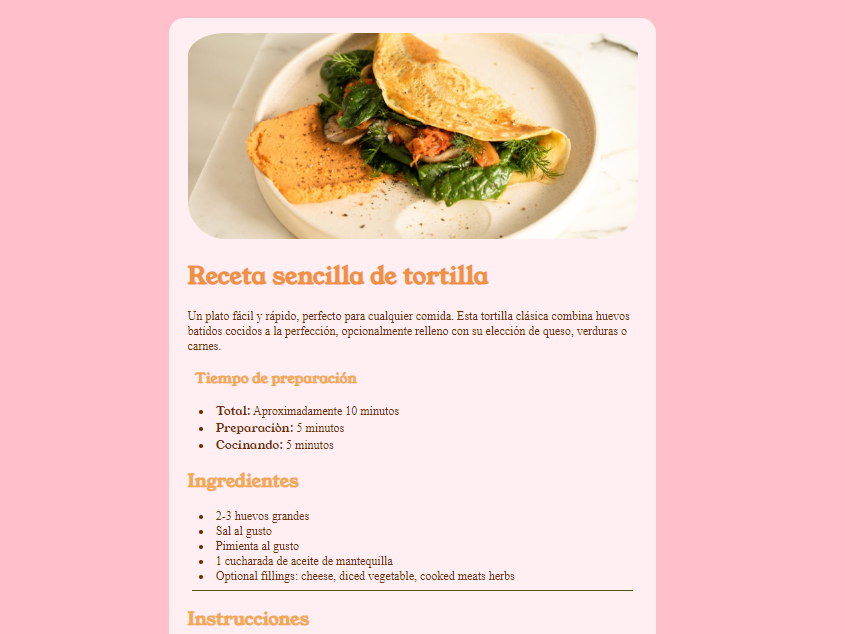 Receta sencilla de tortilla
Un plato fácil y rápido, perfecto para cualquier comida. Esta tortilla clásica combina huevos
batidos cocidos a la perfección, opcionalmente relleno con su elección de queso, verduras o
carnes.
Tiempo de preparación
Total: Aproximadamente 10 minutos
Preparaciòn: 5 minutos
Cocinando: 5 minutos
Ingredientes
2-3 huevos grandes
Sal al gusto
Pimienta al gusto
1 cucharada de aceite de mantequilla
Optional fillings: cheese, diced vegetable, cooked meats herbs
Instrucciones